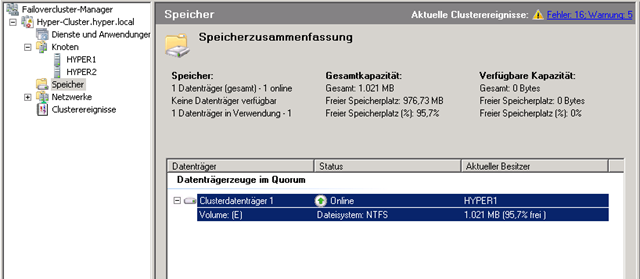 Failovercluster-Manager
Hyper-Cluster.hyper.local
Dienste und Anwendungen
Knoten
HYPER1
HYPER2
Speicher
Netzwerke
Clusterereignisse
Speicher
Aktuelle Clusterereignisse: Fehler: 16; Warnung: 5
Speicherzusammenfassung
Speicher:
1 Datenträger (gesamt) - 1 online
Keine Datenträger verfügbar
1 Datenträger in Verwendung - 1
Gesamtkapazität:
Gesamt: 1.021 MB
Freier Speicherplatz: 976,73 MB
Freier Speicherplatz (%): 95,7%
Verfügbare Kapazität:
Gesamt: 0 Bytes
Freier Speicherplatz: 0 Bytes
Freier Speicherplatz (%): 0%
Datenträger Status Aktueller Besitzer
Datenträgerzeuge im Quorum
Clusterdatenträger 1 Online HYPER1
Volume: (E) Dateisystem: NTFS 1.021 MB (95,7% frei )